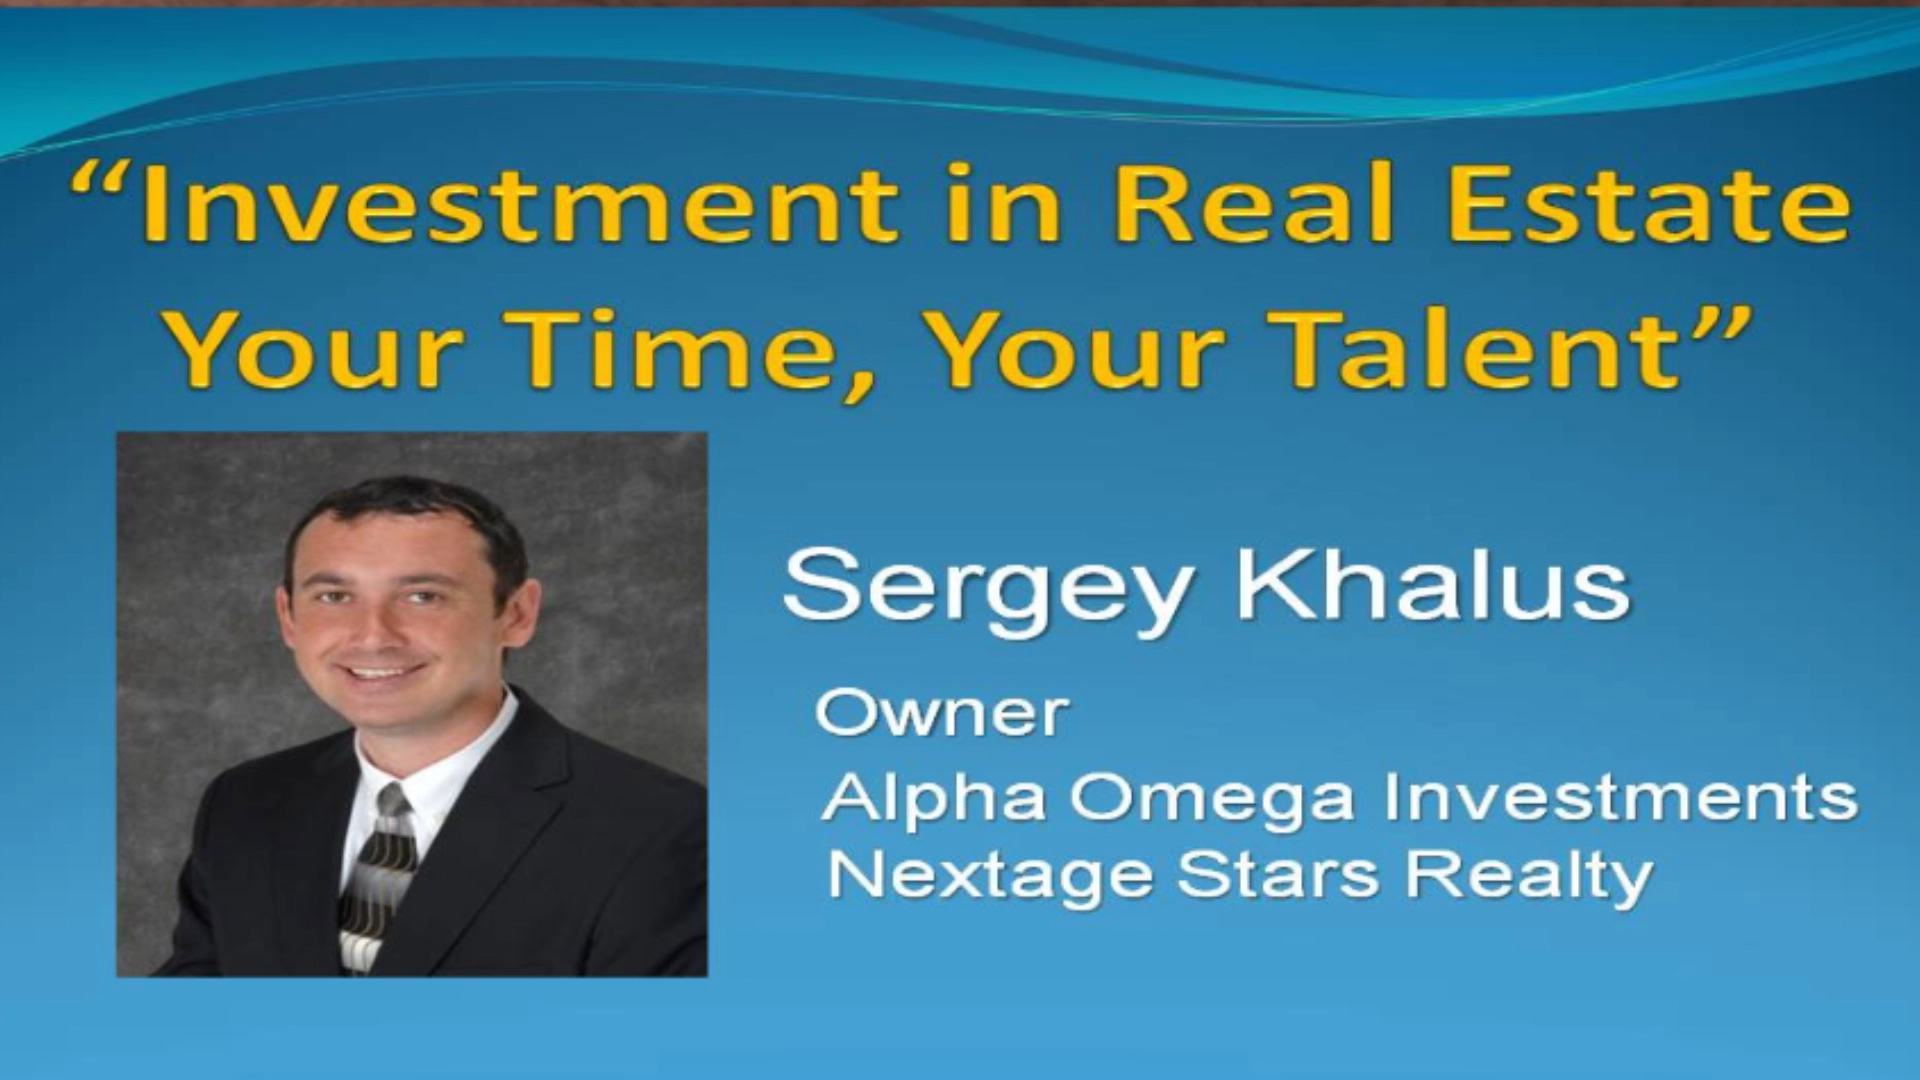 “Investment in Real Estate
Your Time, Your Talent”
Sergey Khalus
Owner
Alpha Omega Investments
Nextage Stars Realty